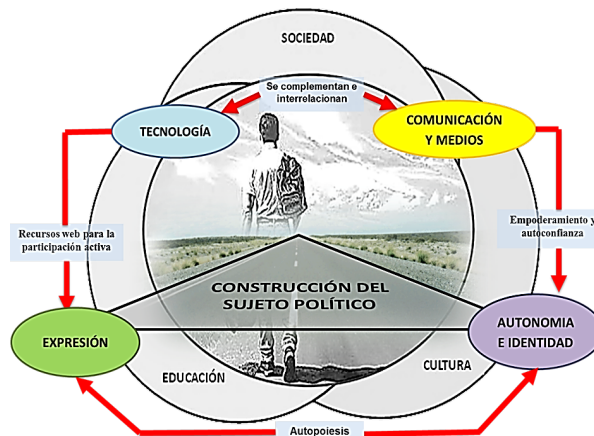 SOCIEDAD
Se complementan e
interrelacionan
TECNOLOGÍA
COMUNICACIÓN
Y MEDIOS
Recursos web para la
participación activa
Empoderamiento y
autoconfianza
CONSTRUCCIÓN DEL
SUJETO POLÍTICO
EXPRESIÓN
AUTONOMIA
E IDENTIDAD
EDUCACIÓN
CULTURA
Autopoiesis